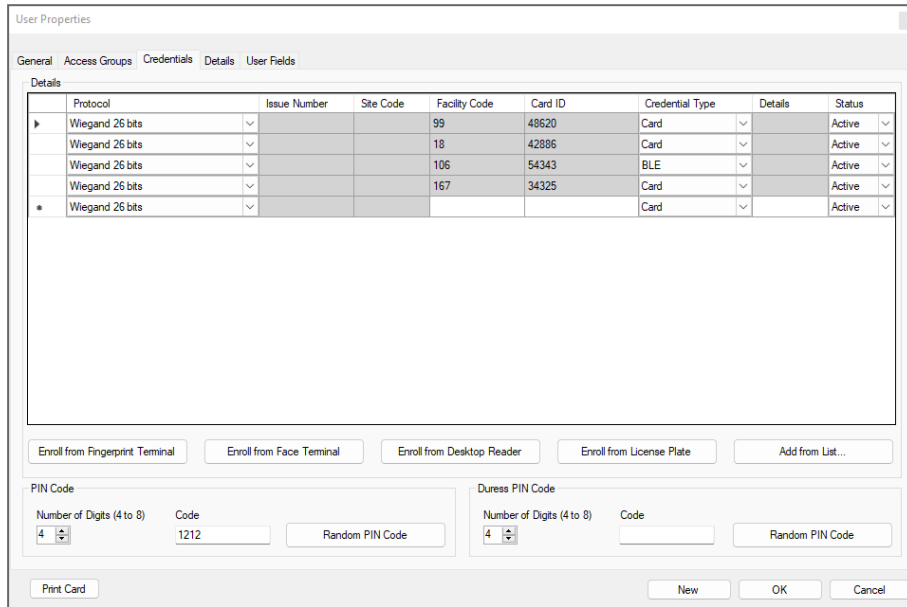 User Properties
General Access Groups Credentials Details User Fields
Details
Protocol Issue Number Site Code Facility Code Card ID Credential Type Details Status
Wiegand 26 bits 99 48620 Card Active
Wiegand 26 bits 18 42886 Card Active
Wiegand 26 bits 106 54343 BLE Active
Wiegand 26 bits 167 34325 Card Active
* Wiegand 26 bits Card Active
Enroll from Fingerprint Terminal Enroll from Face Terminal Enroll from Desktop Reader Enroll from License Plate Add from List...
PIN Code Duress PIN Code
Number of Digits (4 to 8) Code Number of Digits (4 to 8) Code
4 1212 Random PIN Code 4 Random PIN Code
Print Card New OK Cancel